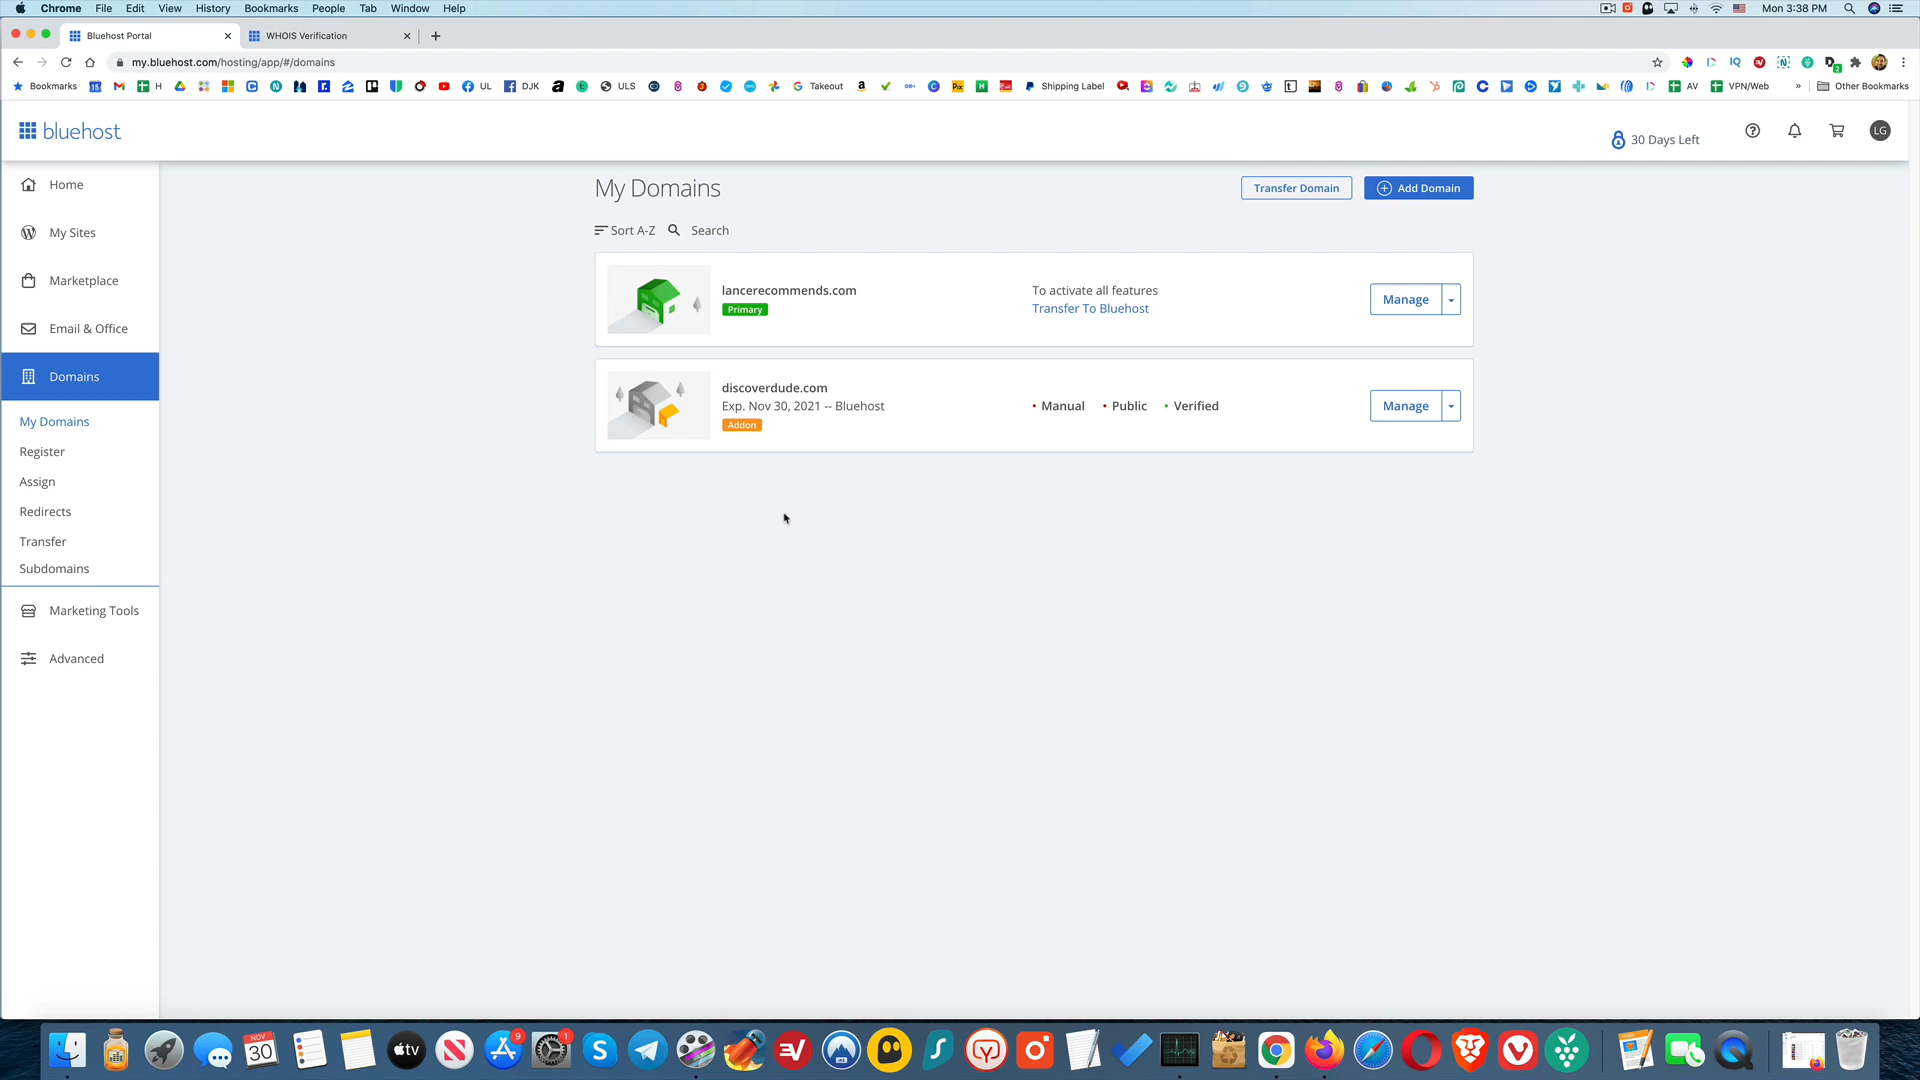 Chrome File Edit View History Bookmarks People Tab Window Help
Mon 3:38 PM
Bluehost Portal
WHOIS Verification
my.bluehost.com/hosting/app/#/domains
Bookmarks
H
UL
DJK
ULS
Takeout
Shipping Label
AV
VPN/Web
» Other Bookmarks
bluehost
30 Days Left
LG
Home
My Sites
Marketplace
Email & Office
Domains
My Domains
Register
Assign
Redirects
Transfer
Subdomains
Marketing Tools
Advanced
My Domains
Transfer Domain
Add Domain
Sort A-Z
Search
lancerecommends.com
Primary
To activate all features
Transfer To Bluehost
Manage
discoverdude.com
Exp. Nov 30, 2021 -- Bluehost
Addon
• Manual • Public • Verified
Manage
NOV
30
tv
9
1